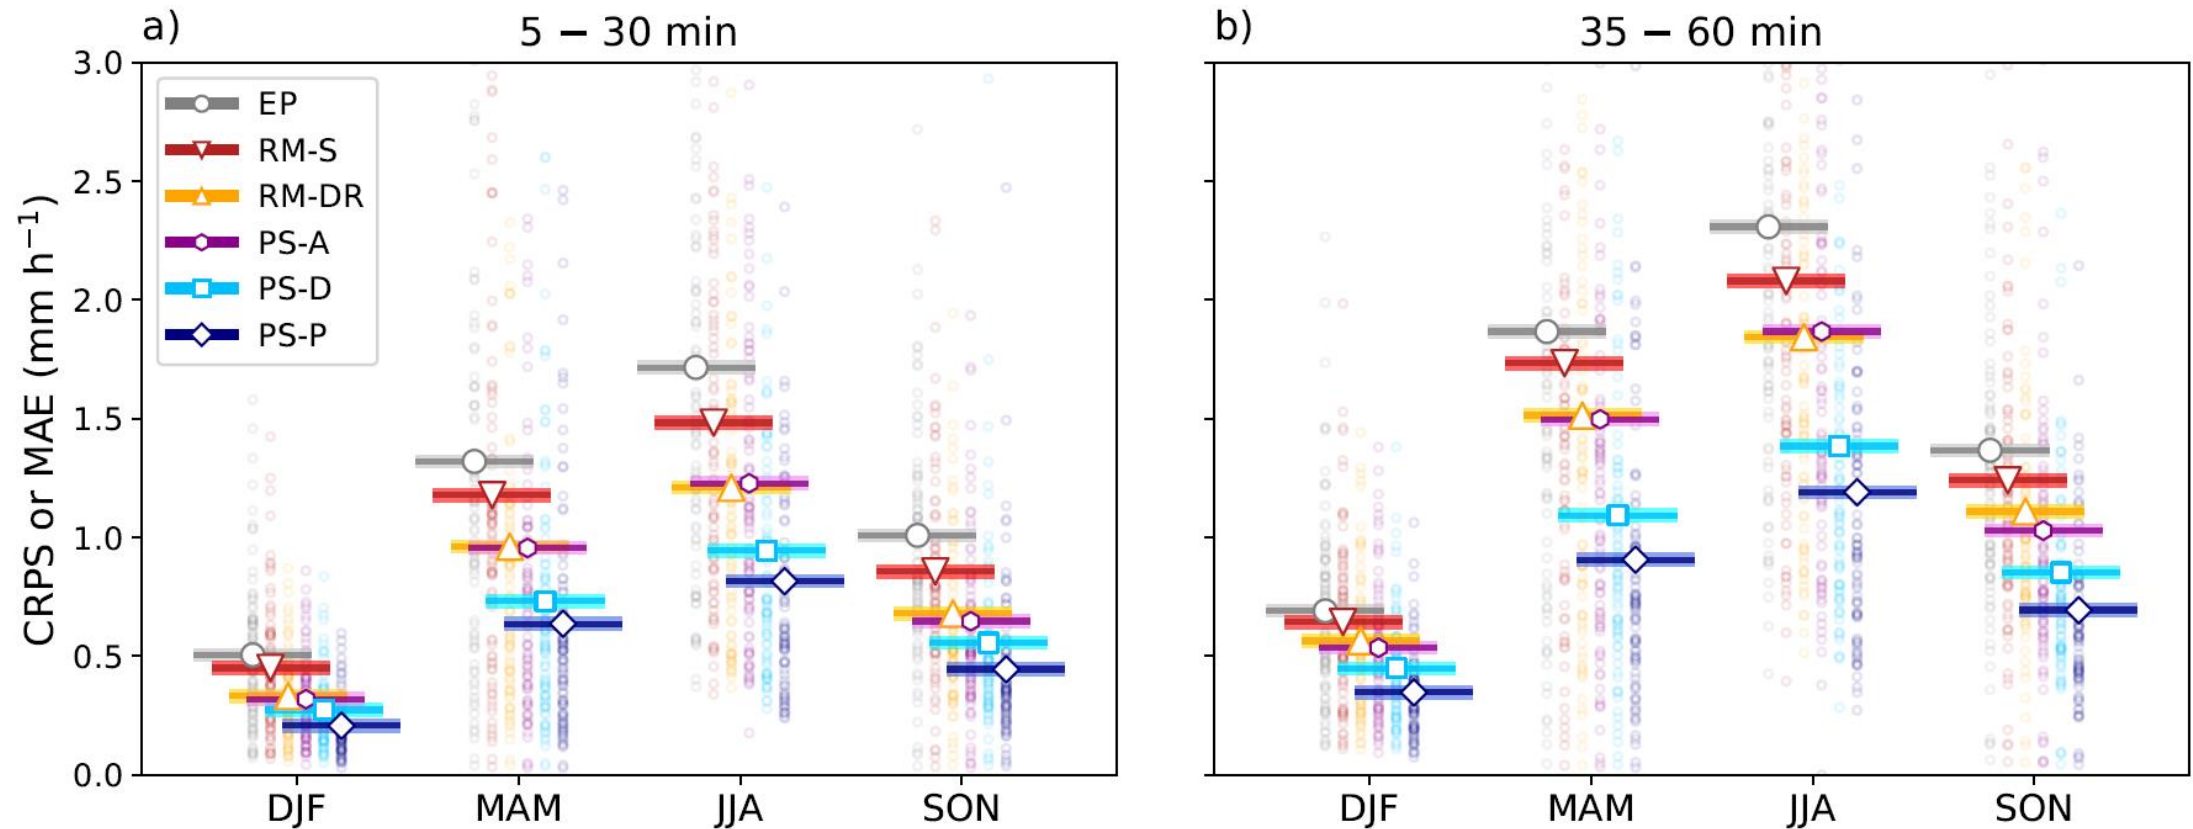 a) 5 – 30 min
b) 35 – 60 min
CRPS or MAE (mm h⁻¹)
3.0
2.5
2.0
1.5
1.0
0.5
0.0
EP
RM-S
RM-DR
PS-A
PS-D
PS-P
DJF MAM JJA SON
DJF MAM JJA SON